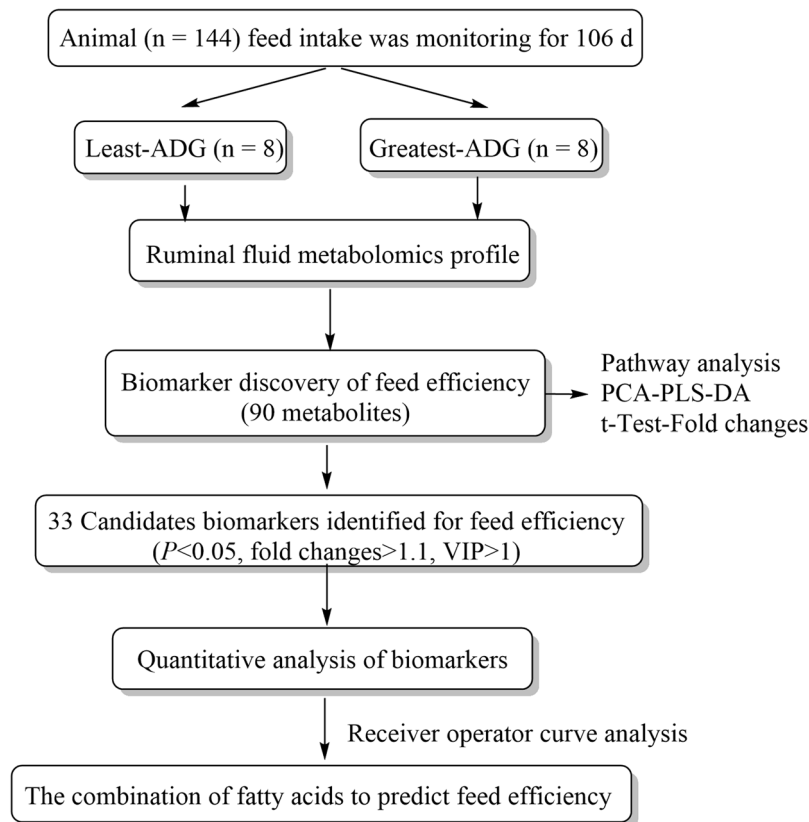 Animal (n = 144) feed intake was monitoring for 106 d
Least-ADG (n = 8)
Greatest-ADG (n = 8)
Ruminal fluid metabolomics profile
Biomarker discovery of feed efficiency
(90 metabolites)
Pathway analysis
PCA-PLS-DA
t-Test-Fold changes
33 Candidates biomarkers identified for feed efficiency
(P<0.05, fold changes>1.1, VIP>1)
Quantitative analysis of biomarkers
Receiver operator curve analysis
The combination of fatty acids to predict feed efficiency